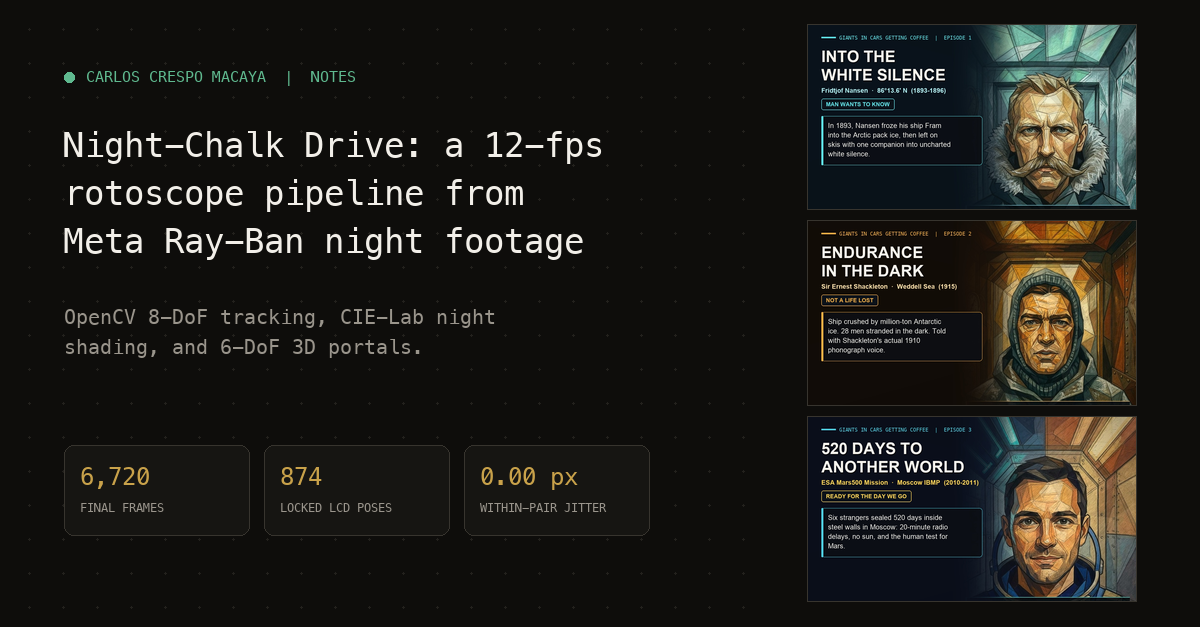 CARLOS CRESPO MACAYA | NOTES
Night–Chalk Drive: a 12–fps
rotoscope pipeline from
Meta Ray–Ban night footage
OpenCV 8–DoF tracking, CIE–Lab night
shading, and 6–DoF 3D portals.
6,720
FINAL FRAMES
874
LOCKED LCD POSES
0.00 px
WITHIN–PAIR JITTER
GIANTS IN CARS GETTING COFFEE | EPISODE 1
INTO THE
WHITE SILENCE
Fridtjof Nansen · 86°13.6' N (1893-1896)
MAN WANTS TO KNOW
In 1893, Nansen froze his ship Fram
into the Arctic pack ice, then left on
skis with one companion into uncharted
white silence.
GIANTS IN CARS GETTING COFFEE | EPISODE 2
ENDURANCE
IN THE DARK
Sir Ernest Shackleton · Weddell Sea (1915)
NOT A LIFE LOST
Ship crushed by million-ton Antarctic
ice. 28 men stranded in the dark. Told
with Shackleton's actual 1910
phonograph voice.
GIANTS IN CARS GETTING COFFEE | EPISODE 3
520 DAYS TO
ANOTHER WORLD
ESA Mars500 Mission · Moscow IBMP (2010-2011)
READY FOR THE DAY WE GO
Six strangers sealed 520 days inside
steel walls in Moscow: 20-minute radio
delays, no sun, and the human test for
Mars.